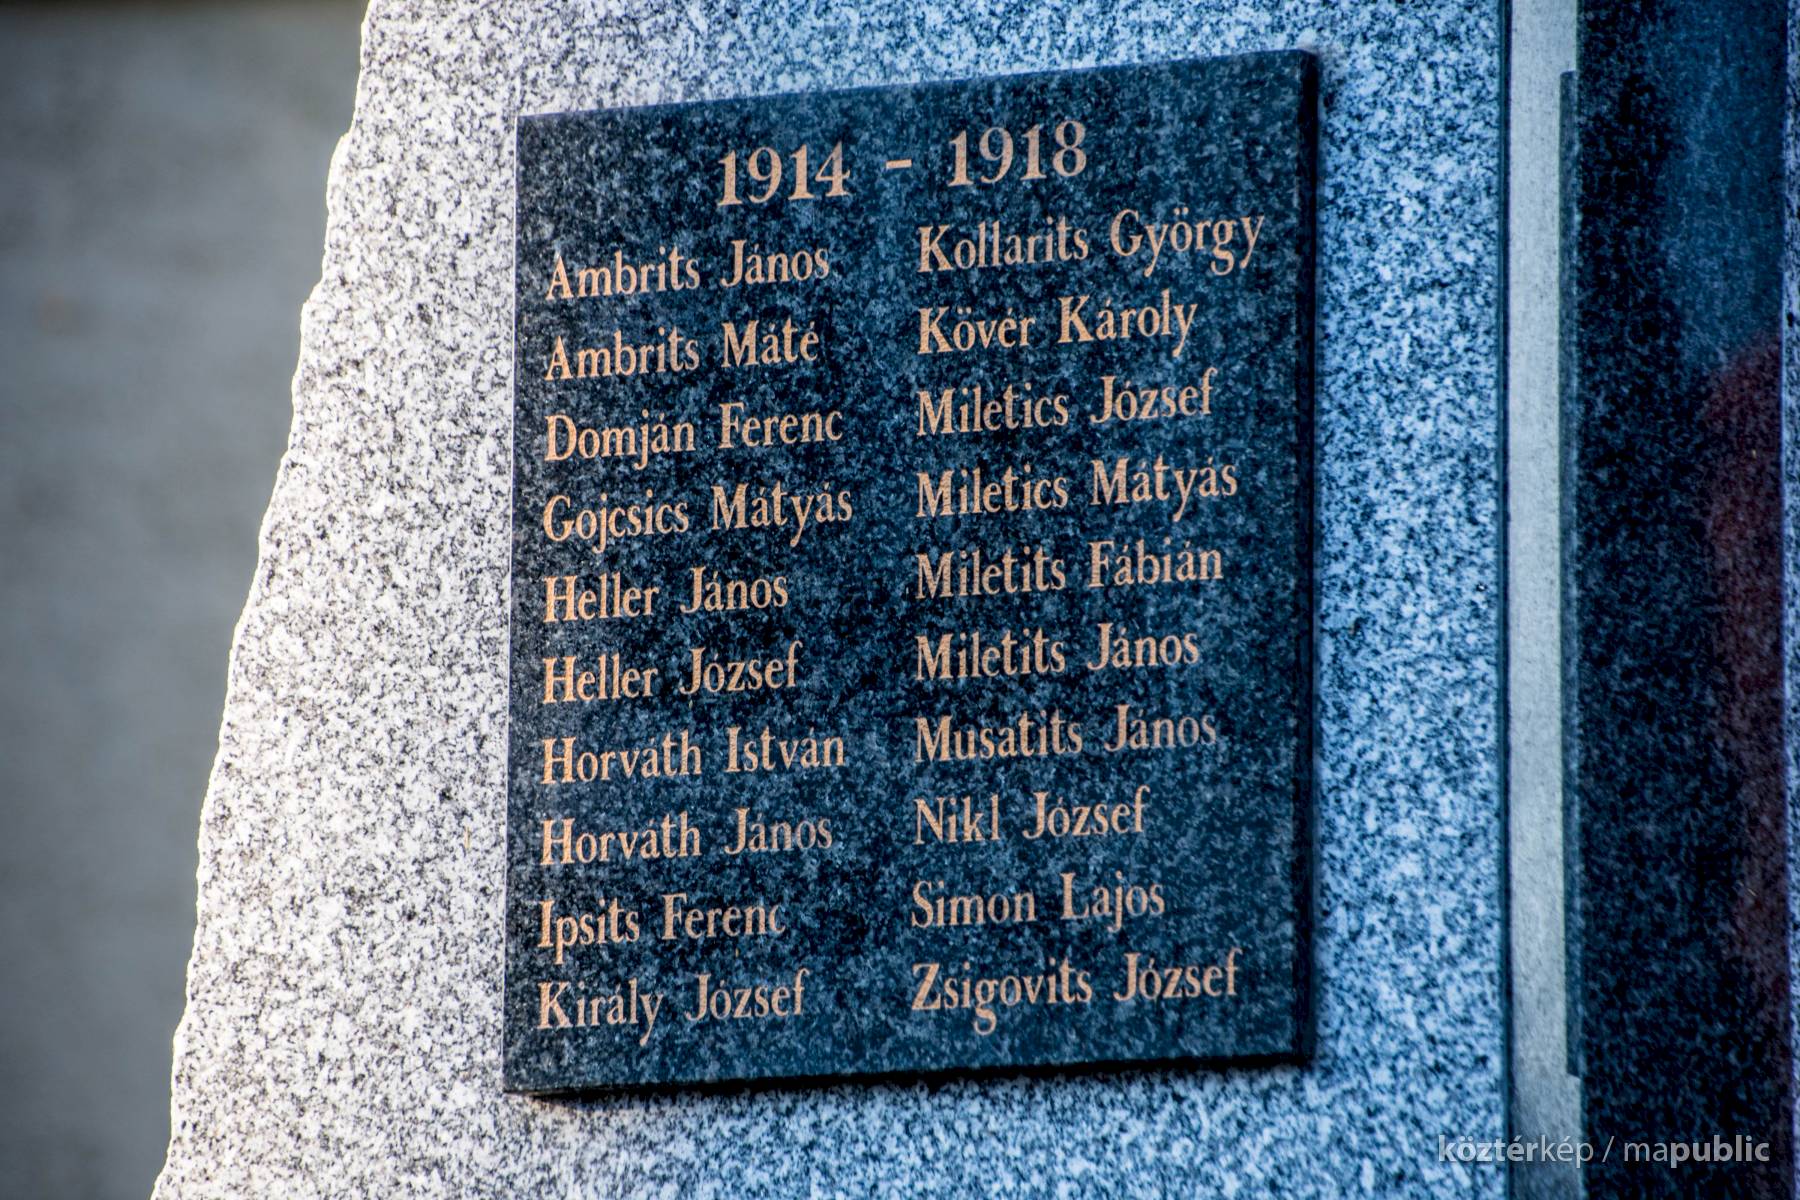 1914 - 1918
Ambrits János
Ambrits Máté
Domján Ferenc
Gojcsics Mátyás
Heller János
Heller József
Horváth István
Horváth János
Ipsits Ferenc
Király József
Kollarits György
Kövér Károly
Miletics József
Miletics Mátyás
Miletits Fábián
Miletits János
Musatits János
Nikl József
Simon Lajos
Zsigovits József
köztérkép / mapublic